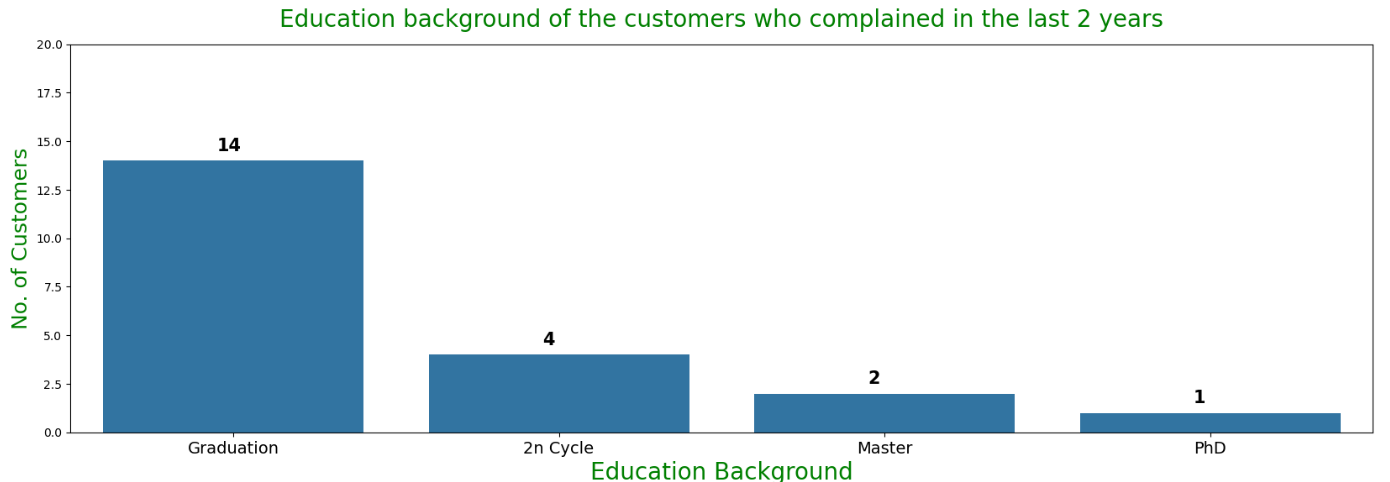 Education background of the customers who complained in the last 2 years
No. of Customers
20.0
17.5
15.0
12.5
10.0
7.5
5.0
2.5
0.0
14
4
2
1
Graduation
2n Cycle
Master
PhD
Education Background